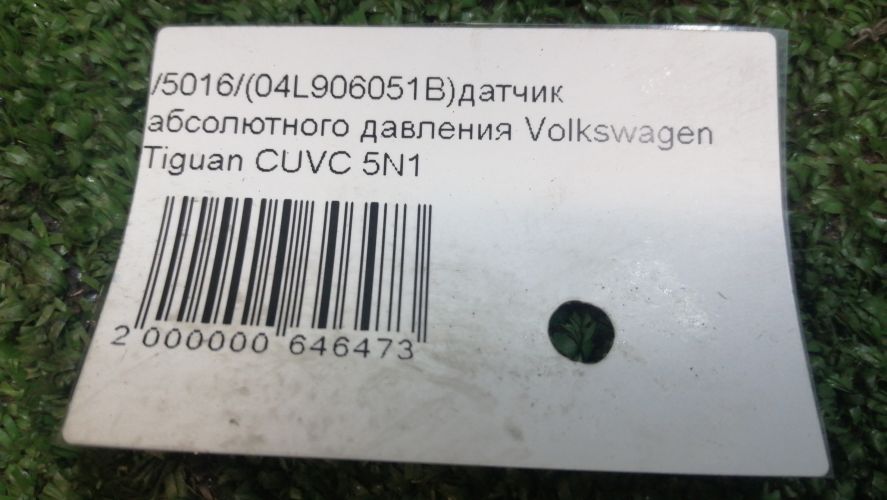 /5016/(04L906051B)датчик
абсолютного давления Volkswagen
Tiguan CUVC 5N1
2 000000 646473